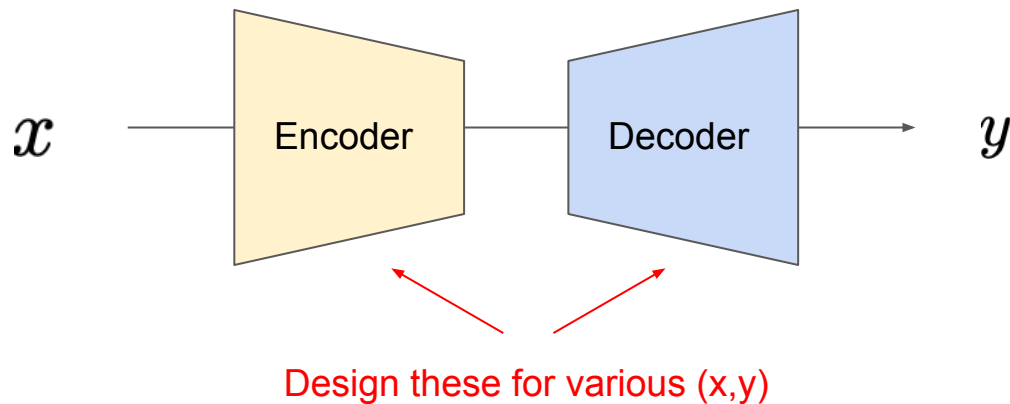 x
Encoder
Decoder
y
Design these for various (x,y)